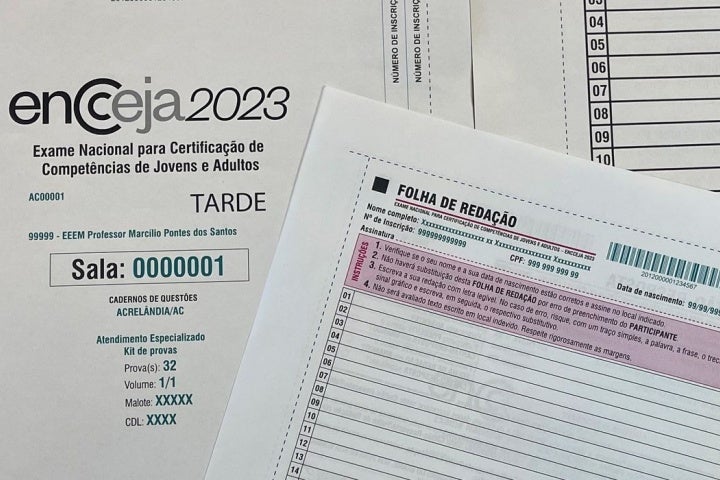 encceja2023
Exame Nacional para Certificação de
Competências de Jovens e Adultos
AC00001
TARDE
99999 - EEEM Professor Marcílio Pontes dos Santos
Sala: 0000001
CADERNOS DE QUESTÕES
ACRELÂNDIA/AC
Atendimento Especializado
Kit de provas
Prova(s): 32
Volume: 1/1
Malote: XXXXX
CDL: XXXX
NÚMERO DE INSCRIÇ
NÚMERO DE INSCRIÇ
03
04
05
06
07
08
09
10
FOLHA DE REDAÇÃO
EXAME NACIONAL PARA CERTIFICAÇÃO DE COMPETÊNCIAS DE JOVENS E ADULTOS - ENCCEJA 2023
Nome completo:
Nº de Inscrição: 999999999999
CPF: 999 999 999 99
Assinatura
2012000001234567
Data de nascimento: 99/99/99
INSTRUÇÕES
1. Verifique se o seu nome e a sua data de nascimento estão corretos e assine no local indicado.
2. Não haverá substituição desta FOLHA DE REDAÇÃO por erro de preenchimento do PARTICIPANTE
3. Escreva a sua redação com letra legível. No caso de erro, risque, com um traço simples, a palavra, a frase, o trec
sinal gráfico e escreva, em seguida, o respectivo substitutivo.
4. Não será avaliado texto escrito em local indevido. Respeite rigorosamente as margens.
01
02
03
04
05
06
07
08
09
10
11
12
13
14